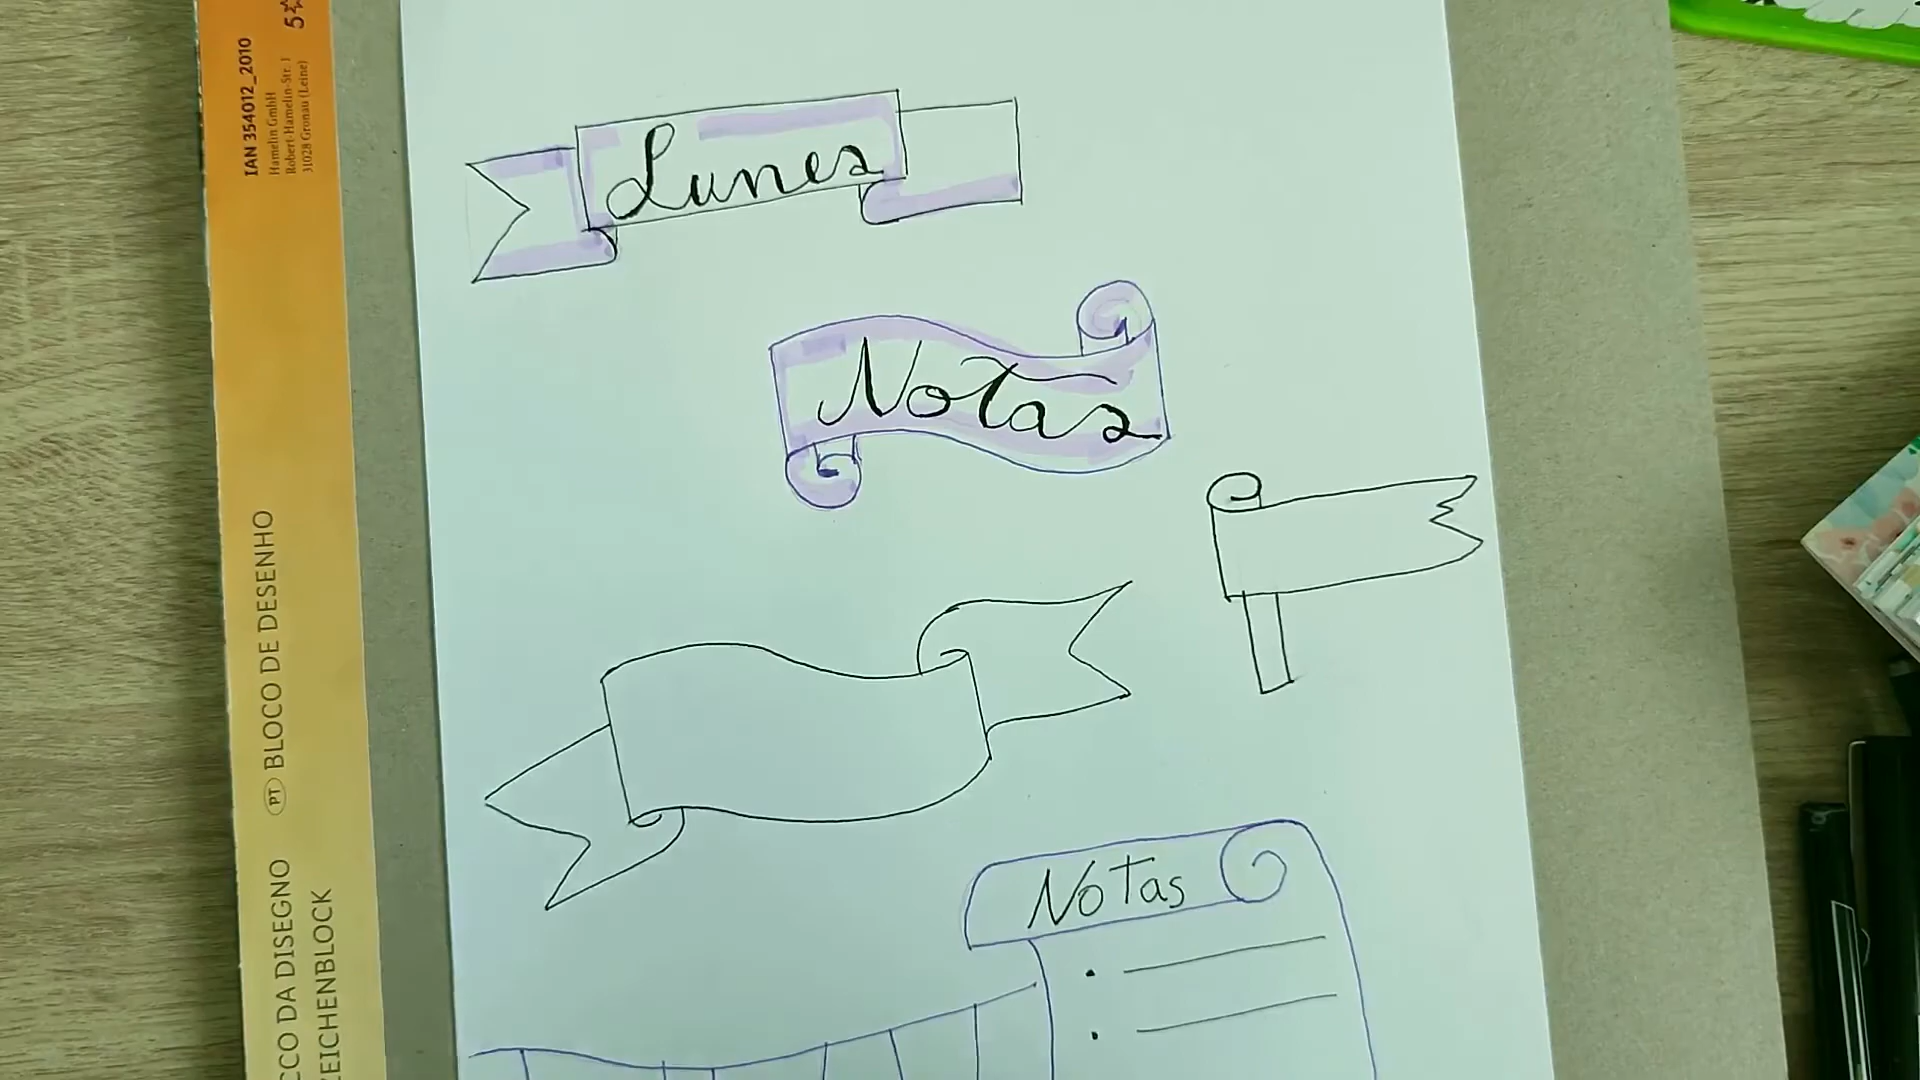 Lunes
Notas
Notas
IAN 354012_2010
Hamelin GmbH
Robert-Hamelin-Str. 1
31028 Gronau (Leine)
PT BLOCO DE DESENHO
CCO DA DISEGNO
ZEICHENBLOCK